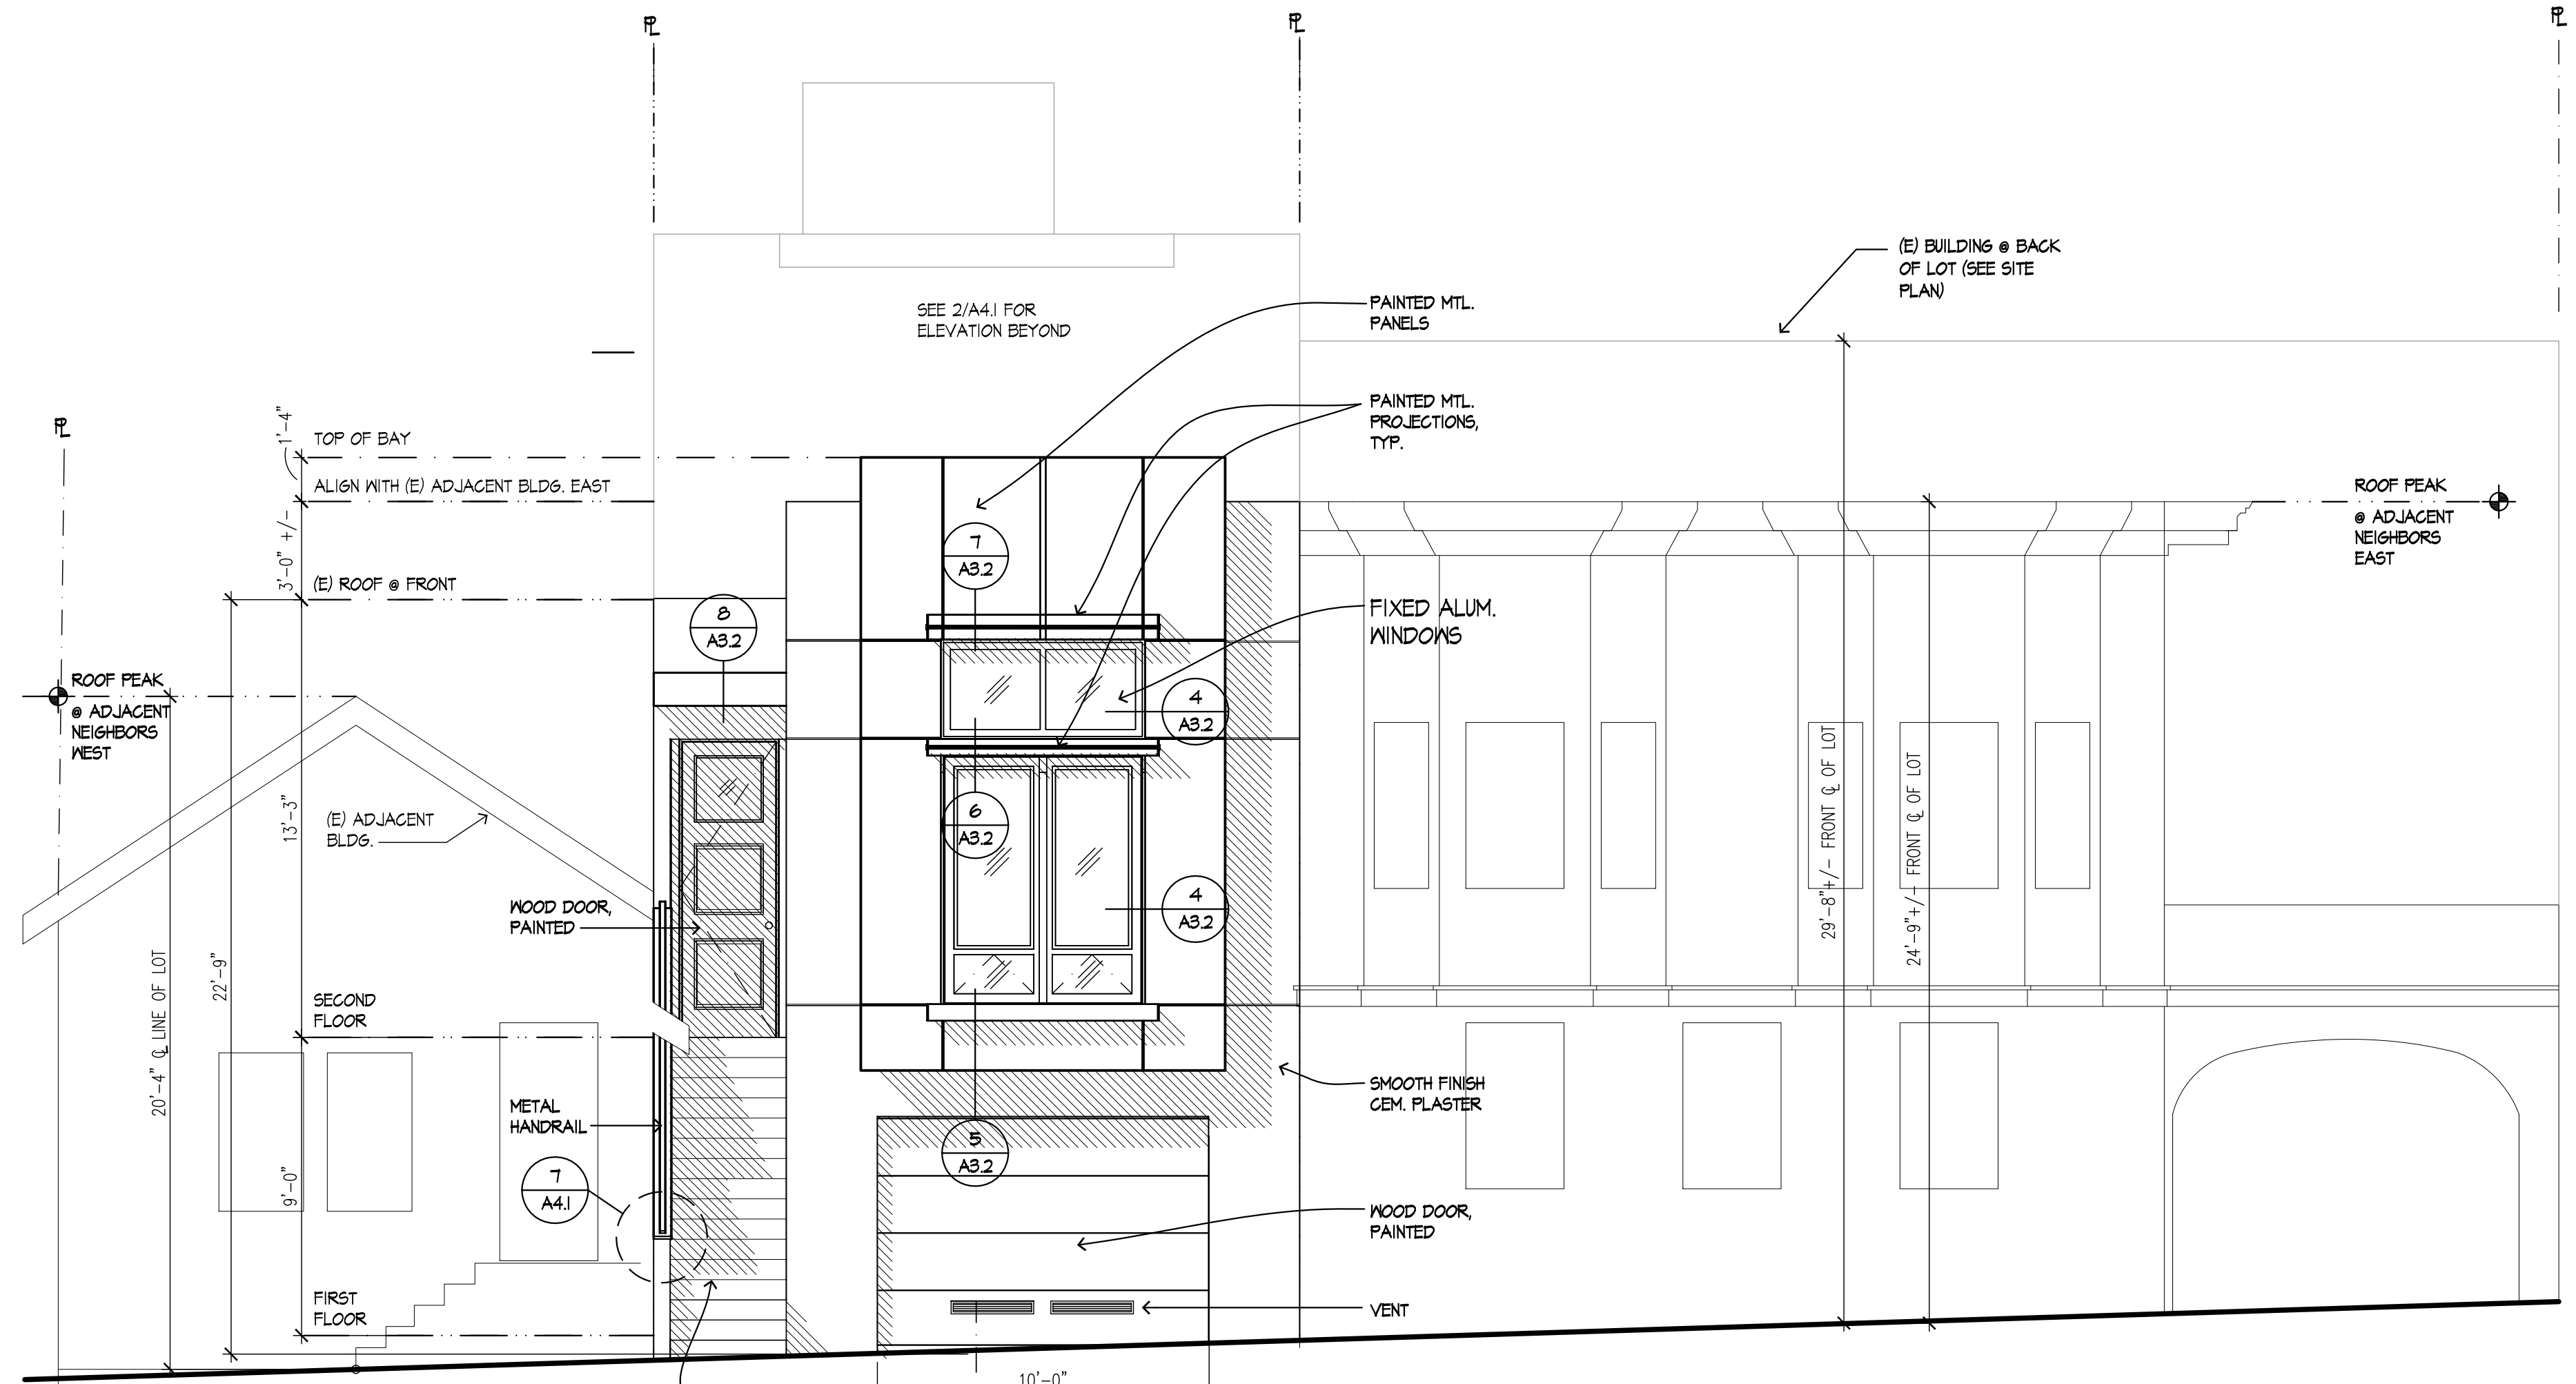 PL
PL
PL
PL
(E) BUILDING @ BACK
OF LOT (SEE SITE
PLAN)
SEE 2/A4.1 FOR
ELEVATION BEYOND
PAINTED MTL.
PANELS
PAINTED MTL.
PROJECTIONS,
TYP.
1'-4"
TOP OF BAY
ALIGN WITH (E) ADJACENT BLDG. EAST
3'-0" +/-
(E) ROOF @ FRONT
ROOF PEAK
@ ADJACENT
NEIGHBORS
EAST
7
A3.2
8
A3.2
FIXED ALUM.
WINDOWS
ROOF PEAK
@ ADJACENT
NEIGHBORS
WEST
4
A3.2
13'-3"
(E) ADJACENT
BLDG.
6
A3.2
29'-8"+/- FRONT CL OF LOT
24'-9"+/- FRONT CL OF LOT
WOOD DOOR,
PAINTED
4
A3.2
20'-4" CL LINE OF LOT
22'-9"
SECOND
FLOOR
METAL
HANDRAIL
SMOOTH FINISH
CEM. PLASTER
5
A3.2
9'-0"
7
A4.1
WOOD DOOR,
PAINTED
FIRST
FLOOR
VENT
10'-0"